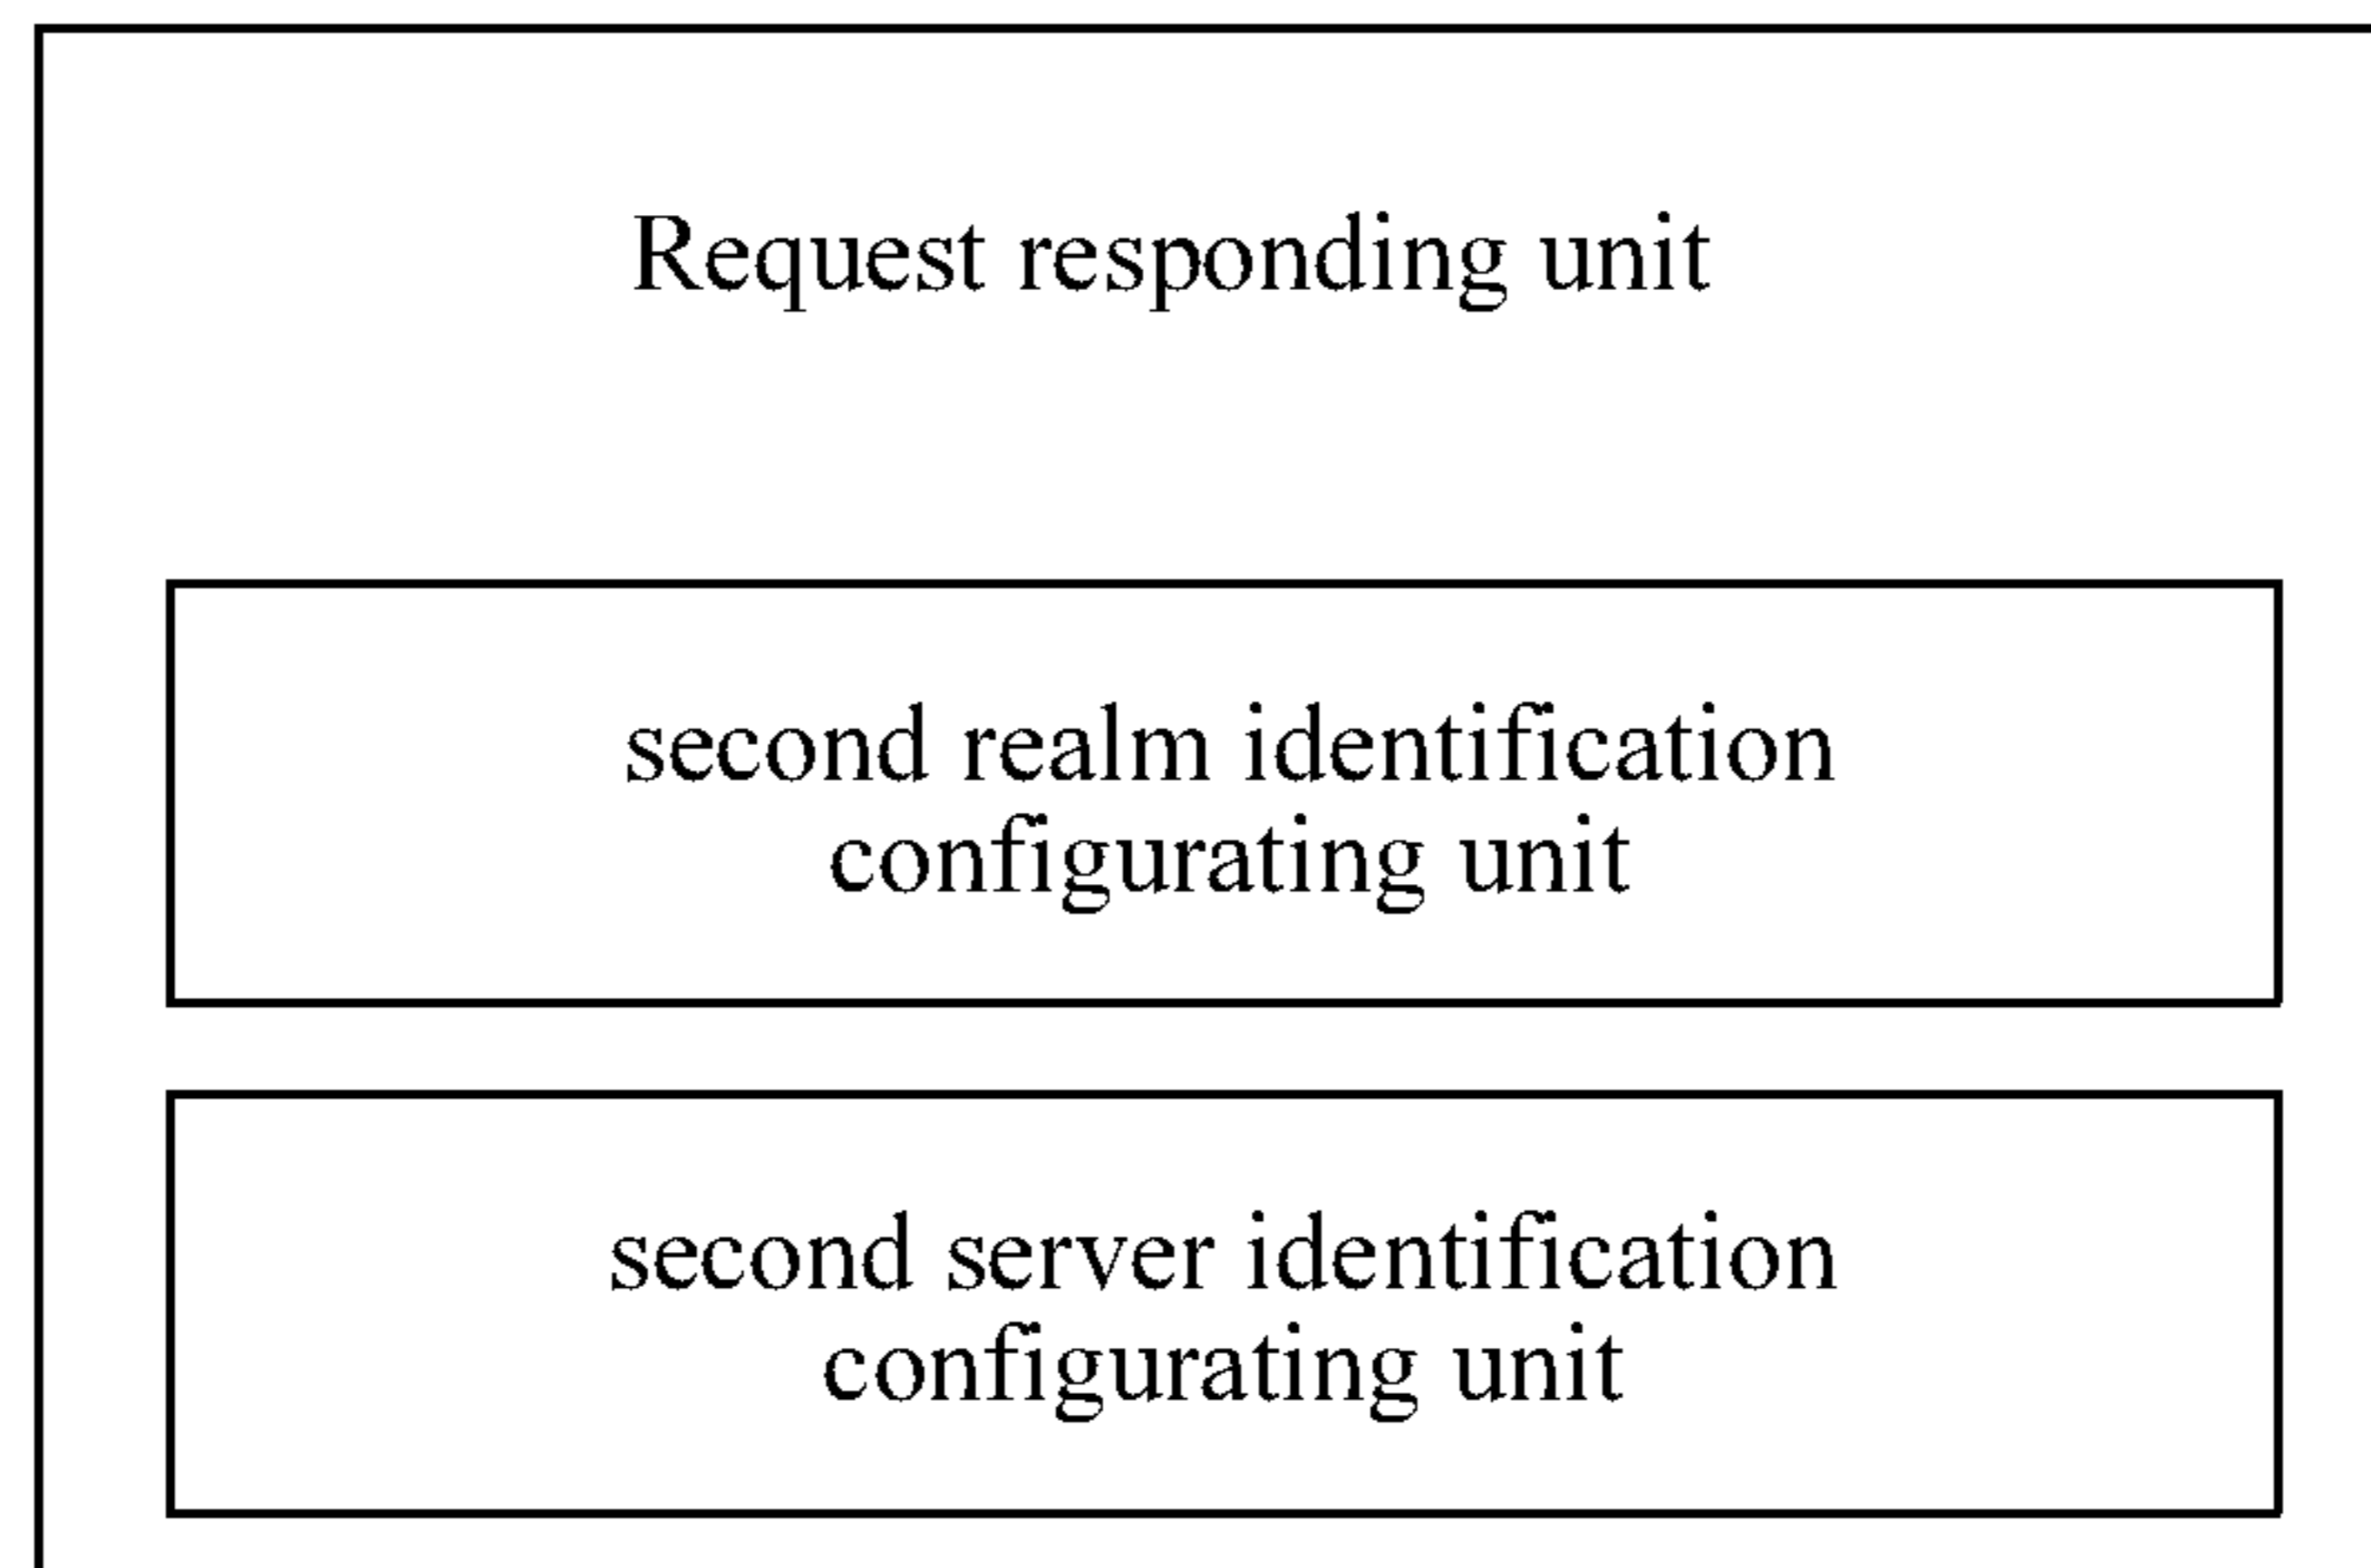 Request responding unit
second realm identification
configurating unit
second server identification
configurating unit